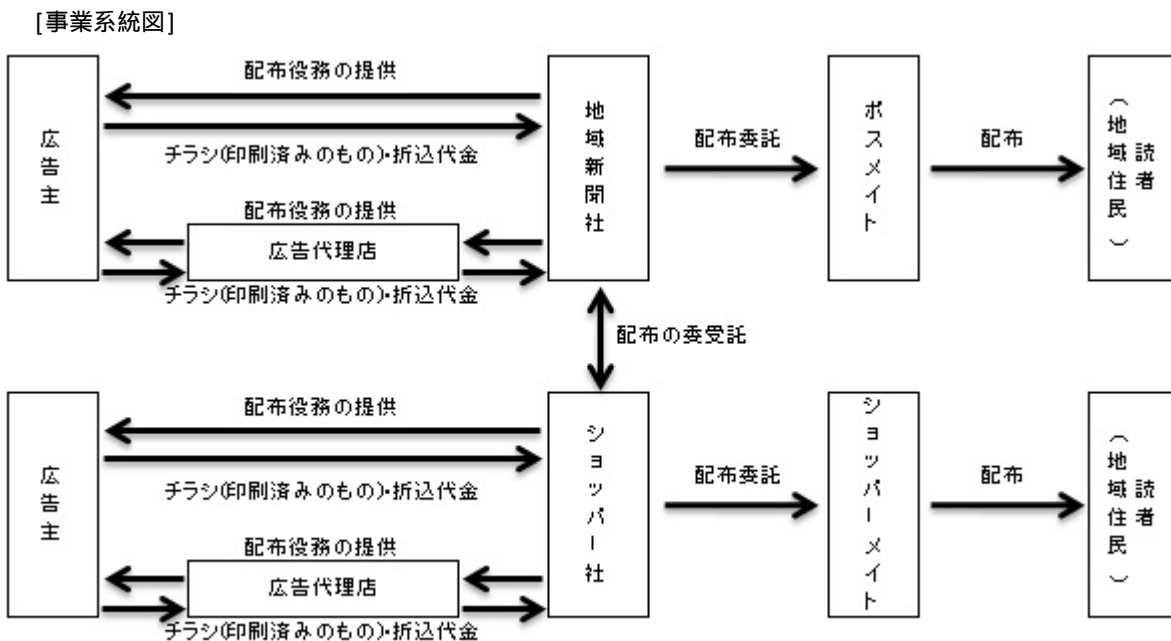 [事業系統図]
配布役務の提供
チラシ(印刷済みのもの)・折込代金
広告主
配布役務の提供
広告代理店
チラシ(印刷済みのもの)・折込代金
地域新聞社
配布委託
ポスメイト
配布
読者
(地域住民)
配布の委受託
配布役務の提供
チラシ(印刷済みのもの)・折込代金
広告主
配布役務の提供
広告代理店
チラシ(印刷済みのもの)・折込代金
ショッパー社
配布委託
ショッパーメイト
配布
読者
(地域住民)